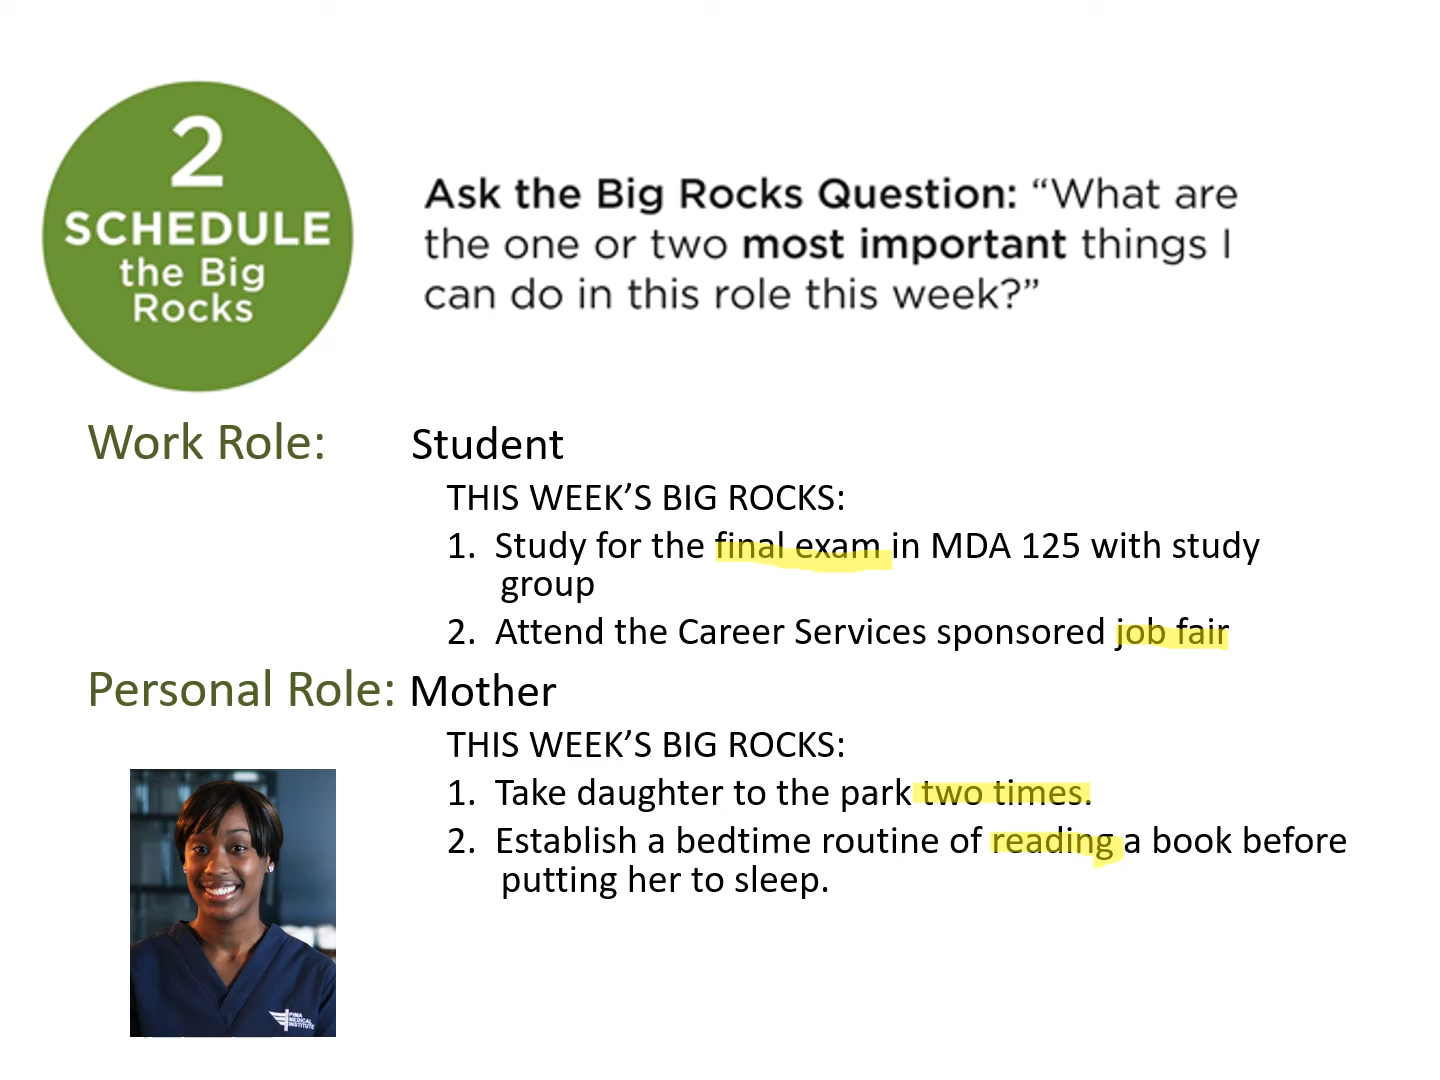 2
SCHEDULE
the Big
Rocks
Ask the Big Rocks Question: “What are
the one or two most important things I
can do in this role this week?”
Work Role: Student
THIS WEEK’S BIG ROCKS:
1. Study for the final exam in MDA 125 with study
group
2. Attend the Career Services sponsored job fair
Personal Role: Mother
THIS WEEK’S BIG ROCKS:
1. Take daughter to the park two times.
2. Establish a bedtime routine of reading a book before
putting her to sleep.
PIMA
MEDICAL
INSTITUTE